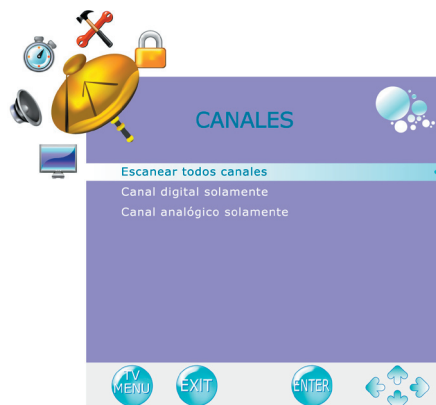 CANALES
Escanear todos canales
Canal digital solamente
Canal analógico solamente
TV
MENU
EXIT
ENTER